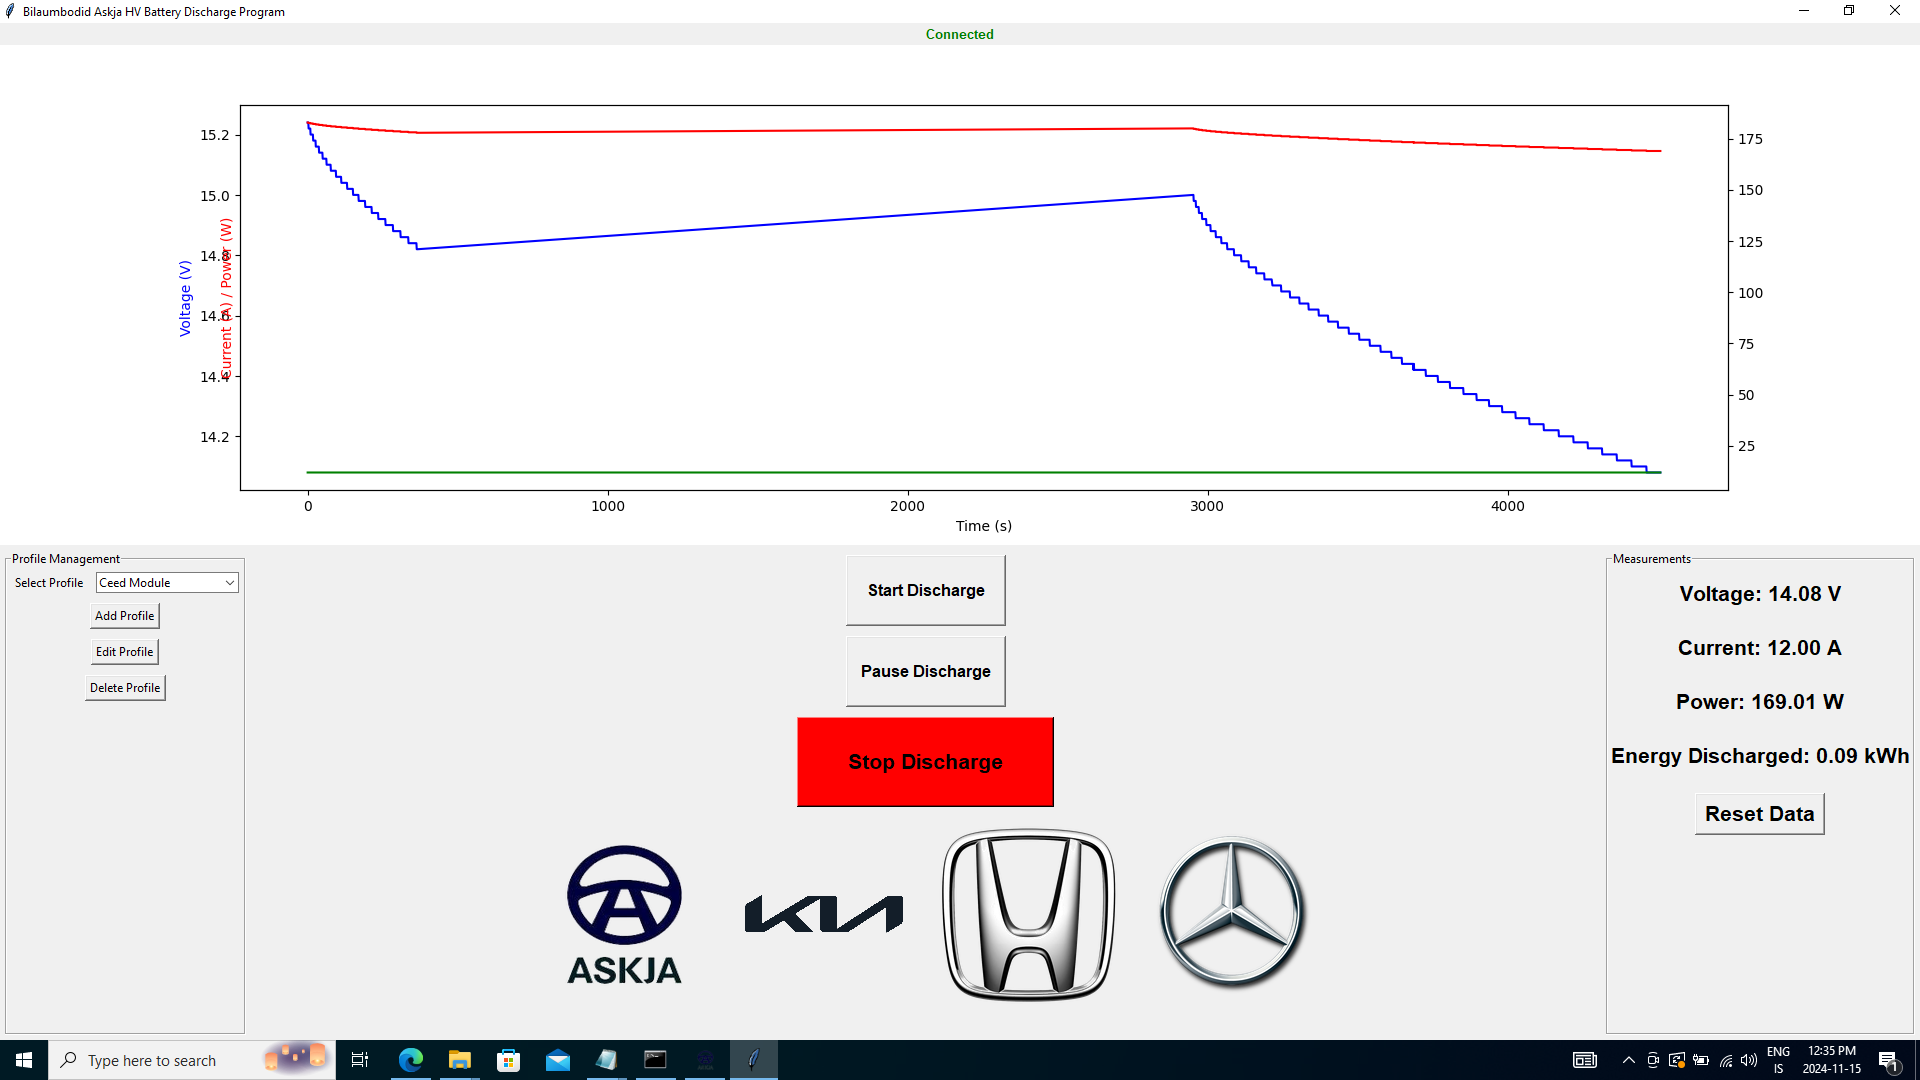 Bilaumbodid Askja HV Battery Discharge Program
Connected
15.2
15.0
14.8
14.6
14.4
14.2
Voltage (V)
Current (A) / Power (W)
175
150
125
100
75
50
25
0
1000
2000
3000
4000
Time (s)
Profile Management
Select Profile
Ceed Module
Add Profile
Edit Profile
Delete Profile
Start Discharge
Pause Discharge
Stop Discharge
Measurements
Voltage: 14.08 V
Current: 12.00 A
Power: 169.01 W
Energy Discharged: 0.09 kWh
Reset Data
ASKJA
KIA
Type here to search
ENG
IS
12:35 PM
2024-11-15
1